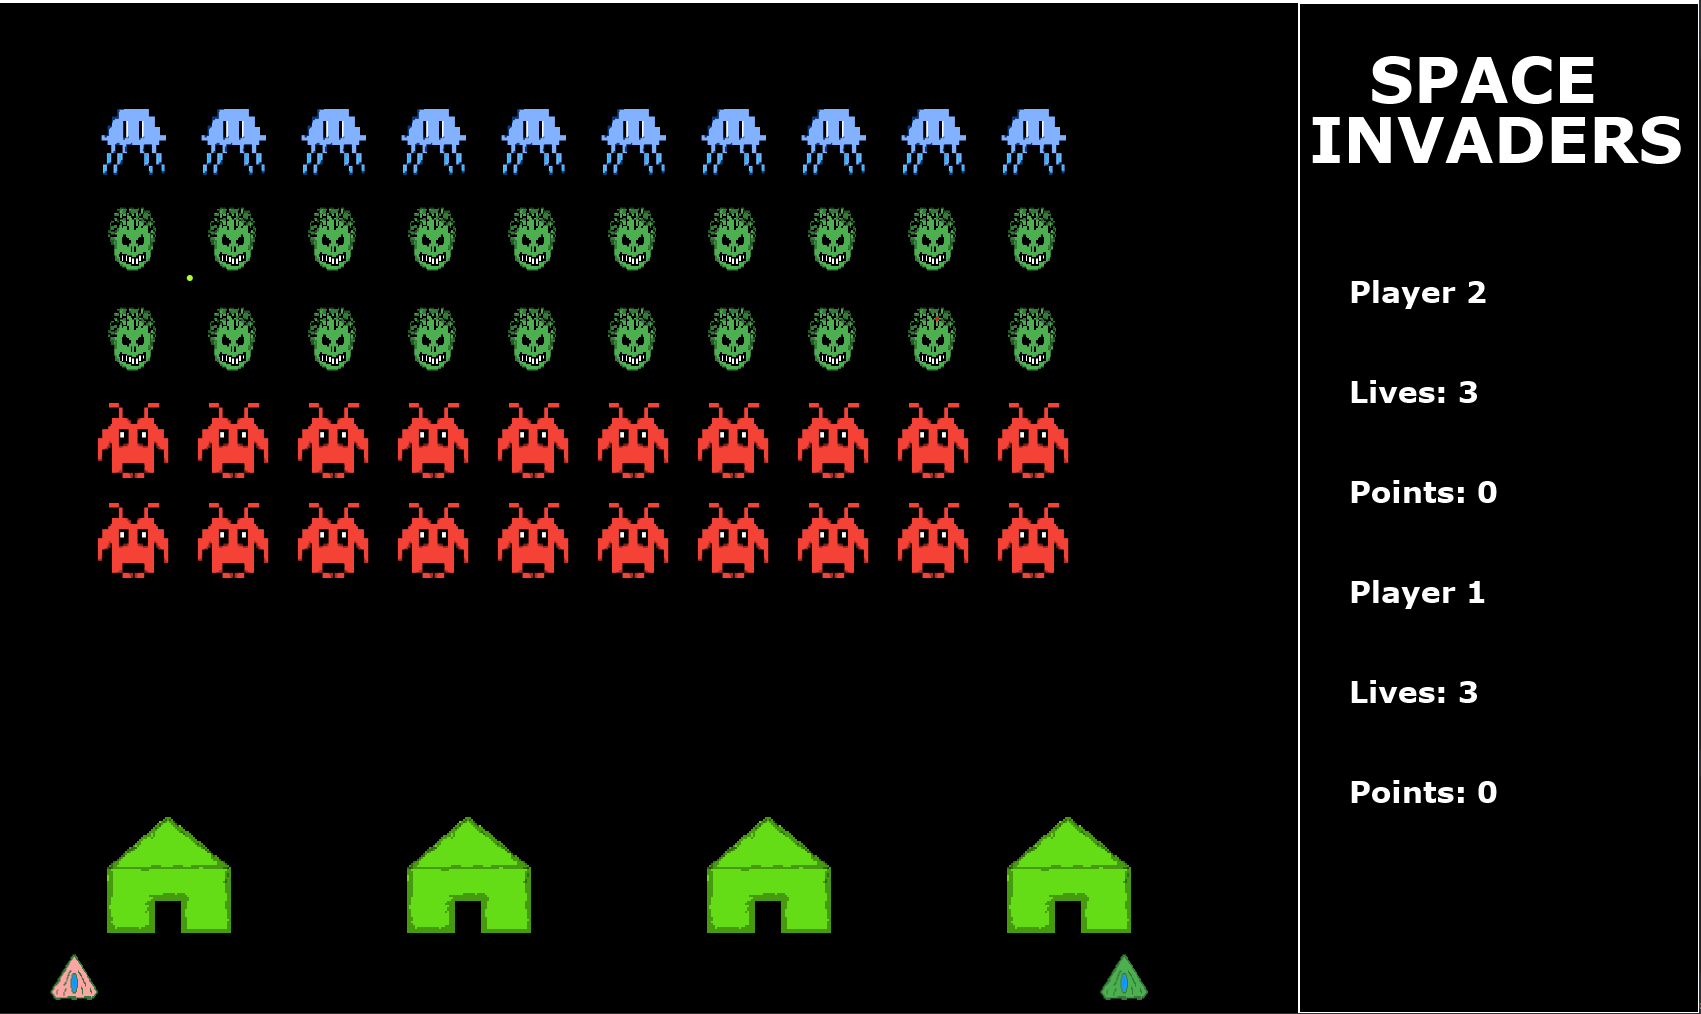 SPACE
INVADERS
Player 2
Lives: 3
Points: 0
Player 1
Lives: 3
Points: 0